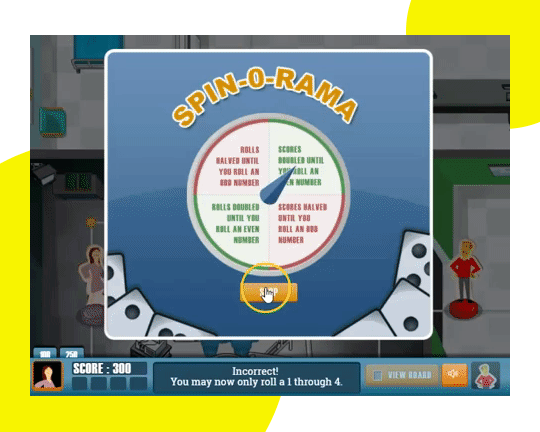 SPIN-O-RAMA
ROLLS
HALVED UNTIL
YOU ROLL AN
ODD NUMBER
SCORES
DOUBLED UNTIL
YOU ROLL AN
EVEN NUMBER
ROLLS DOUBLED
UNTIL YOU
ROLL AN EVEN
NUMBER
SCORES HALVED
UNTIL YOU
ROLL AN ODD
NUMBER
STOP
100 250
SCORE : 300
Incorrect!
You may now only roll a 1 through 4.
VIEW BOARD